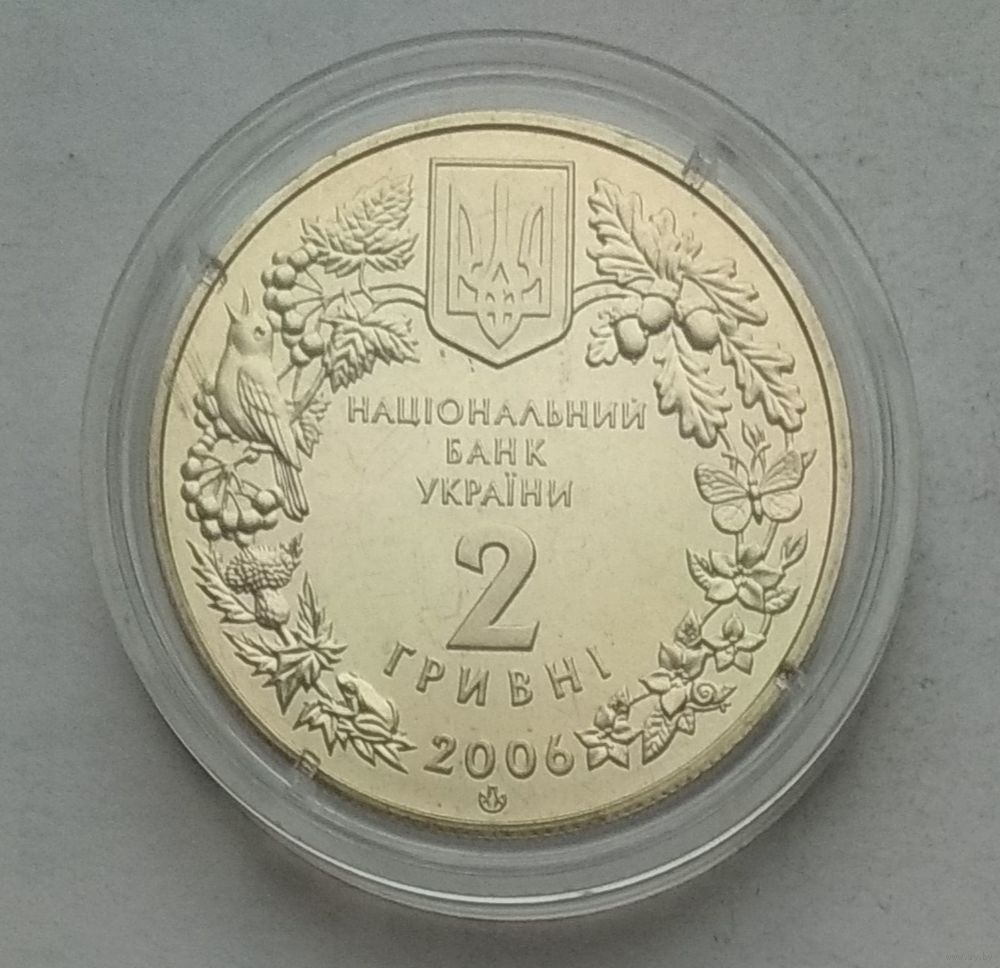 НАЦІОНАЛЬНИЙ
БАНК
УКРАЇНИ
2
ГРИВНІ
2006